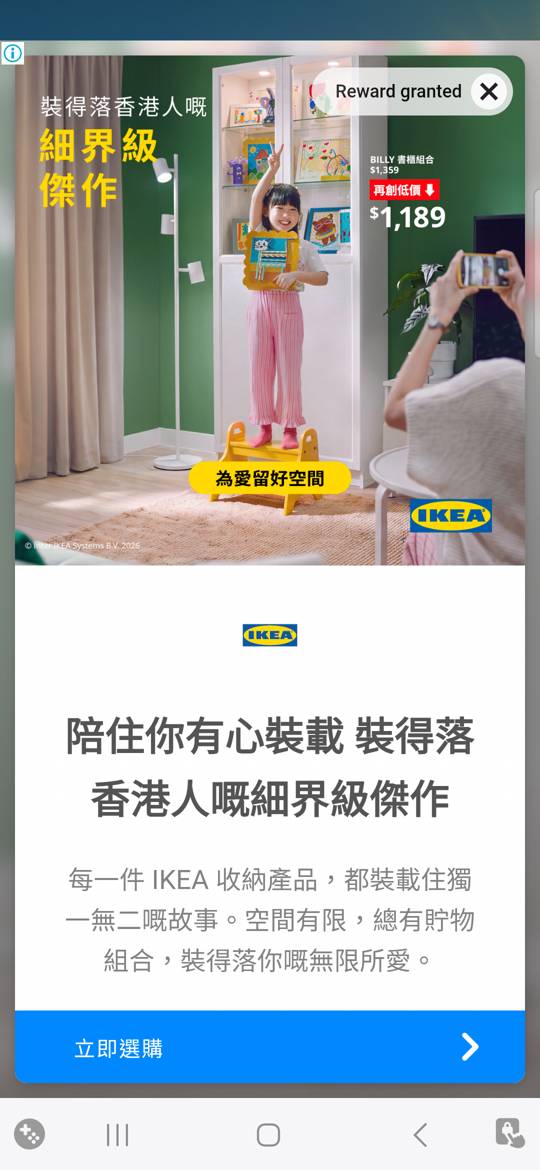 裝得落香港人嘅
細界級
傑作
Reward granted
BILLY 書櫃組合
$1,359
再創低價
$1,189
為愛留好空間
IKEA
© Inter IKEA Systems B.V. 2026
IKEA
陪住你有心裝載 裝得落
香港人嘅細界級傑作
每一件 IKEA 收納產品，都裝載住獨
一無二嘅故事。空間有限，總有貯物
組合，裝得落你嘅無限所愛。
立即選購